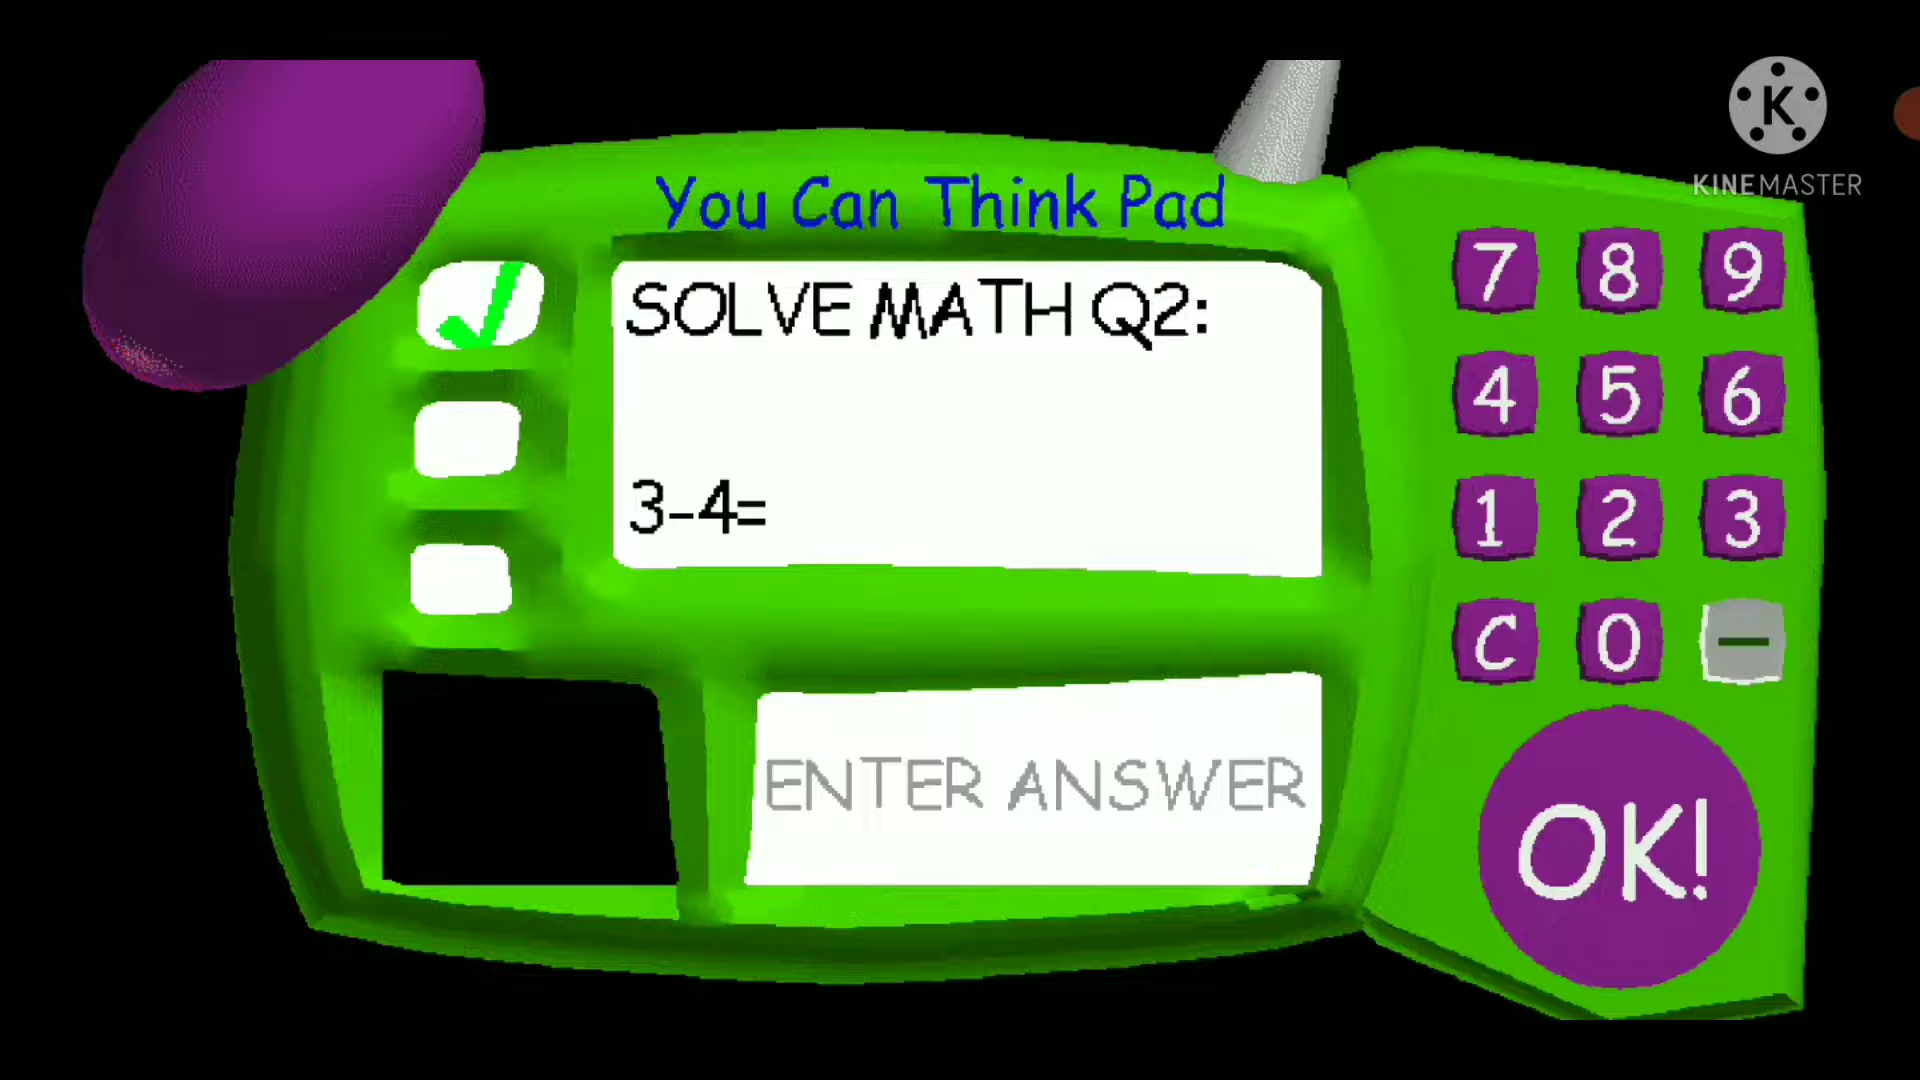 K
KINEMASTER
You Can Think Pad
SOLVE MATH Q2:
3-4=
ENTER ANSWER
7 8 9
4 5 6
1 2 3
C 0 -
OK!